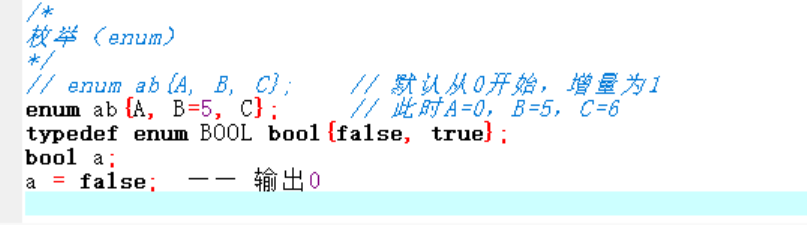 /*
枚举（enum）
*/
// enum ab{A, B, C};    // 默认从0开始，增量为1
enum ab{A, B=5, C};    // 此时A=0，B=5，C=6
typedef enum BOOL bool{false, true};
bool a;
a = false;  —— 输出0